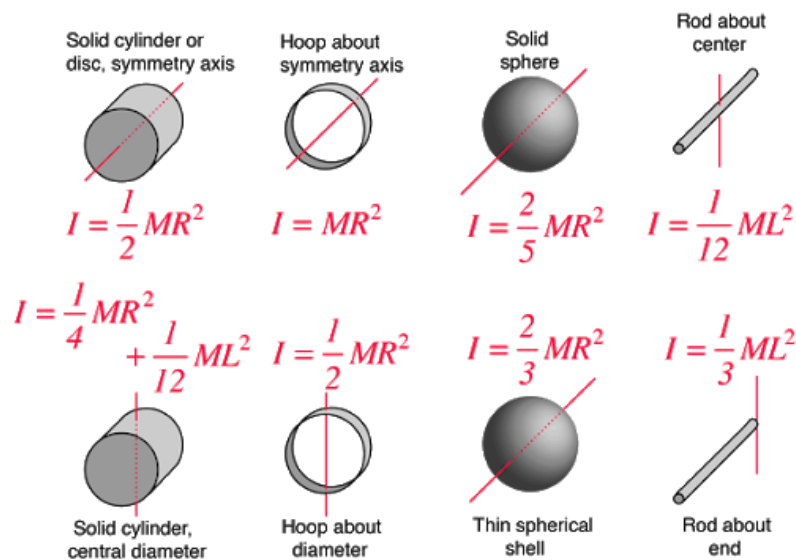 Solid cylinder or
disc, symmetry axis
I = 1/2 MR²
Hoop about
symmetry axis
I = MR²
Solid
sphere
I = 2/5 MR²
Rod about
center
I = 1/12 ML²
I = 1/4 MR²
+ 1/12 ML²
Solid cylinder,
central diameter
I = 1/2 MR²
Hoop about
diameter
I = 2/3 MR²
Thin spherical
shell
I = 1/3 ML²
Rod about
end